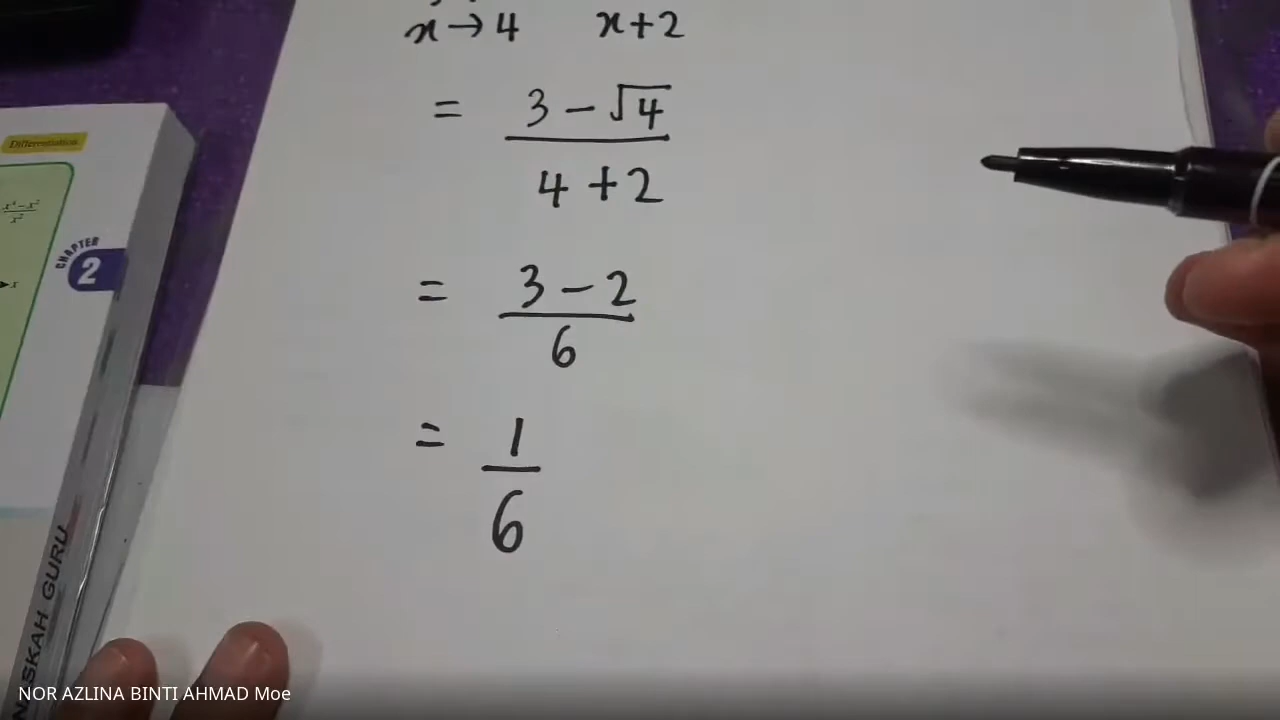 x → 4 x + 2
= 3 - √4
4 + 2
= 3 - 2
6
= 1
6
Differentiation
CHAPTER
2
NASKAH GURU
NOR AZLINA BINTI AHMAD Moe